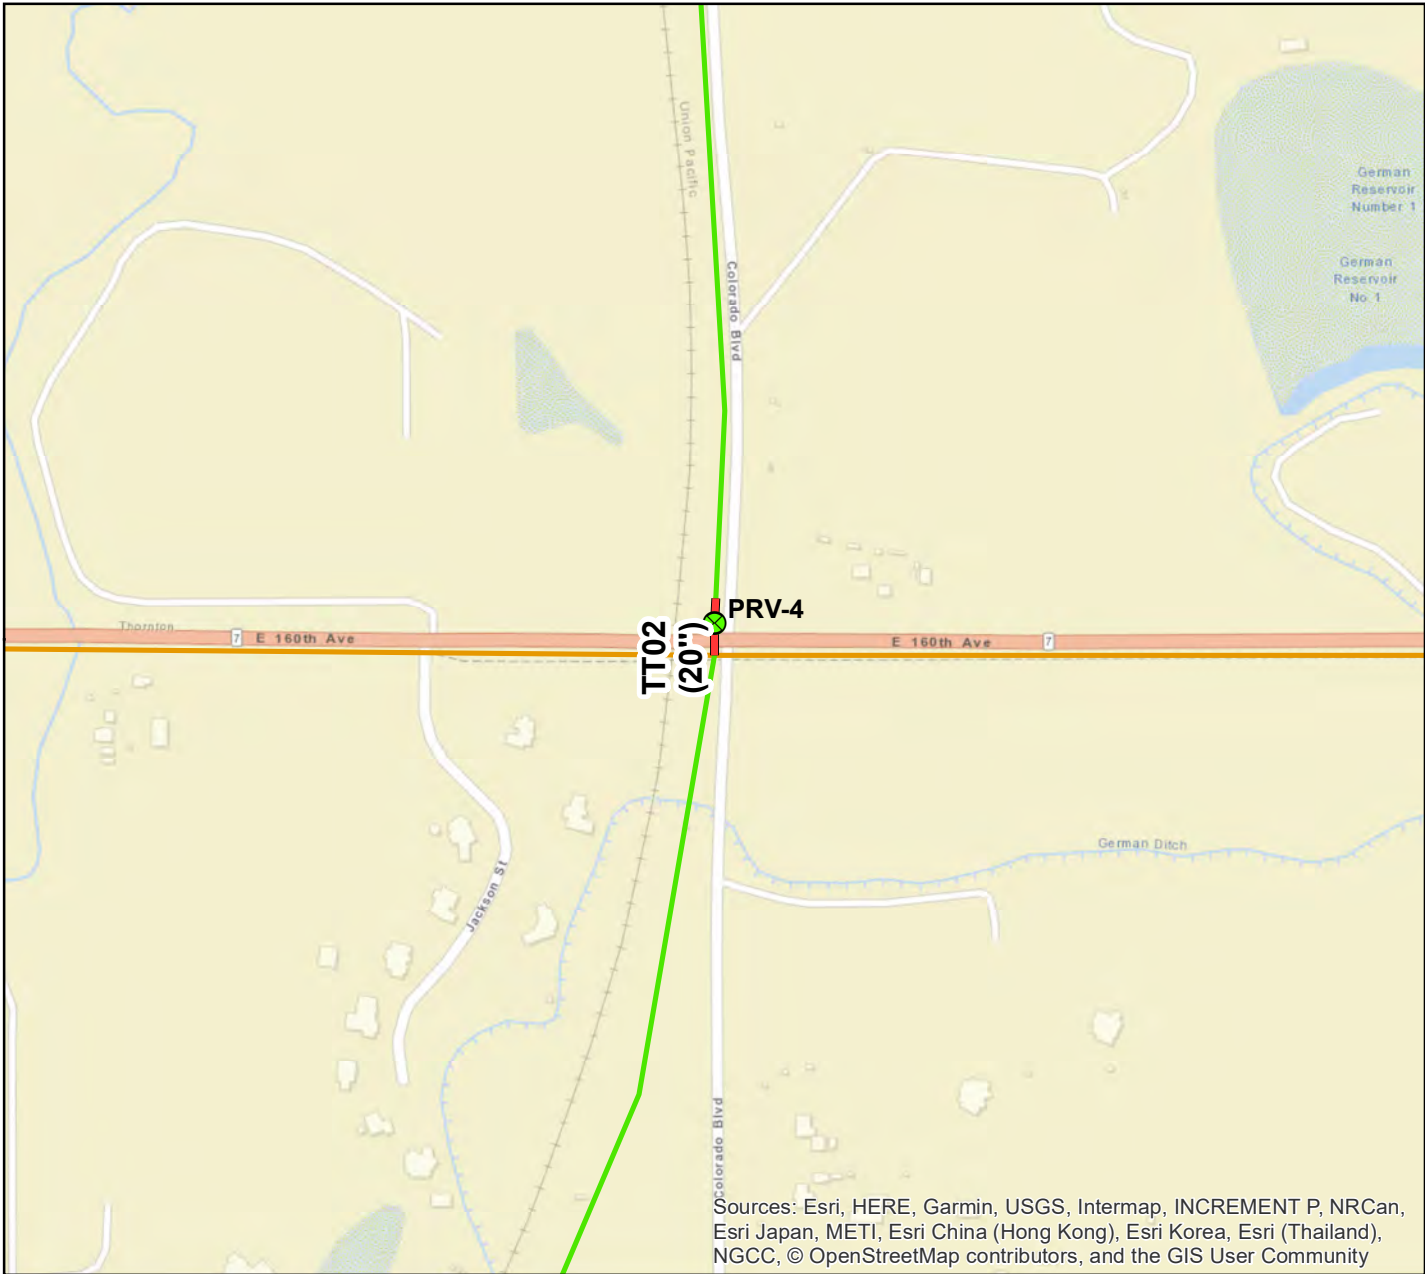 Union Pacific
German
Reservoir
Number 1
German
Reservoir
No 1
Colorado Blvd
PRV-4
TT02
(20")
Thornton
7
E 160th Ave
E 160th Ave
7
German Ditch
Jackson St
Colorado Blvd
Sources: Esri, HERE, Garmin, USGS, Intermap, INCREMENT P, NRCan,
Esri Japan, METI, Esri China (Hong Kong), Esri Korea, Esri (Thailand),
NGCC, © OpenStreetMap contributors, and the GIS User Community